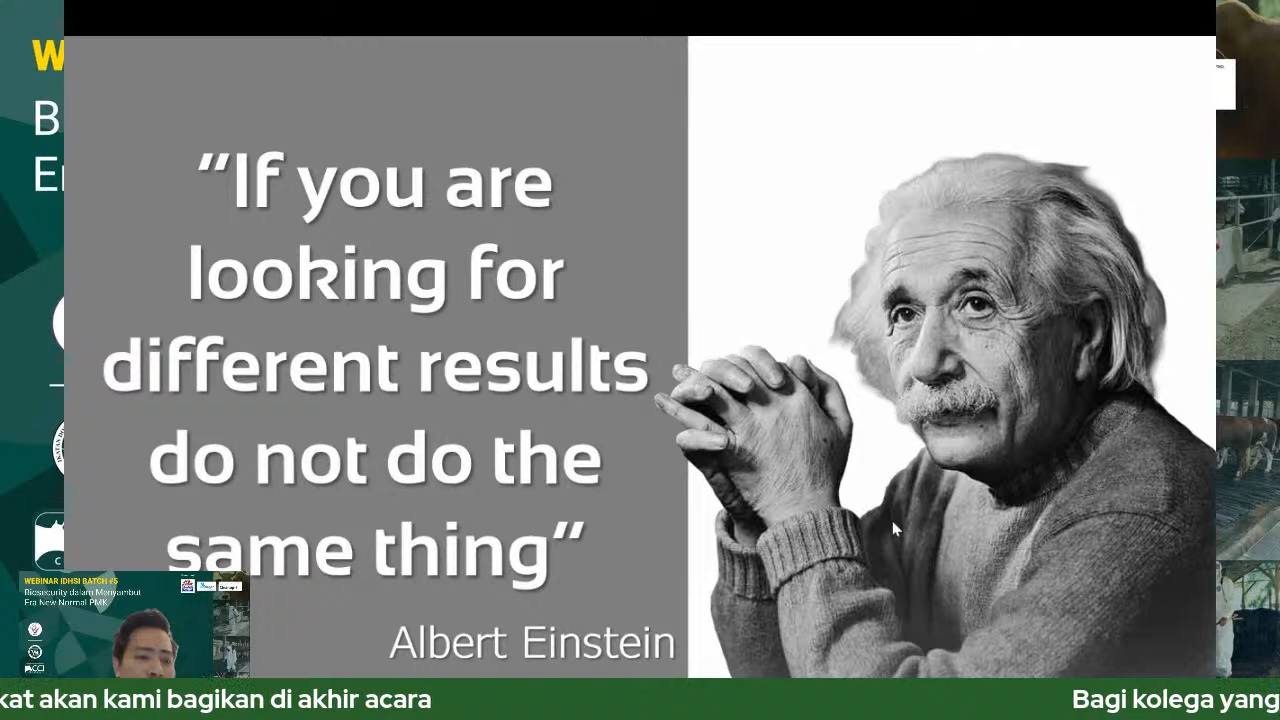 “If you are
looking for
different results
do not do the
same thing“
Albert Einstein
WEBINAR IDHSI BATCH #5
Biosecurity dalam Menyambut
Era New Normal PMK
kat akan kami bagikan di akhir acara
Bagi kolega yang